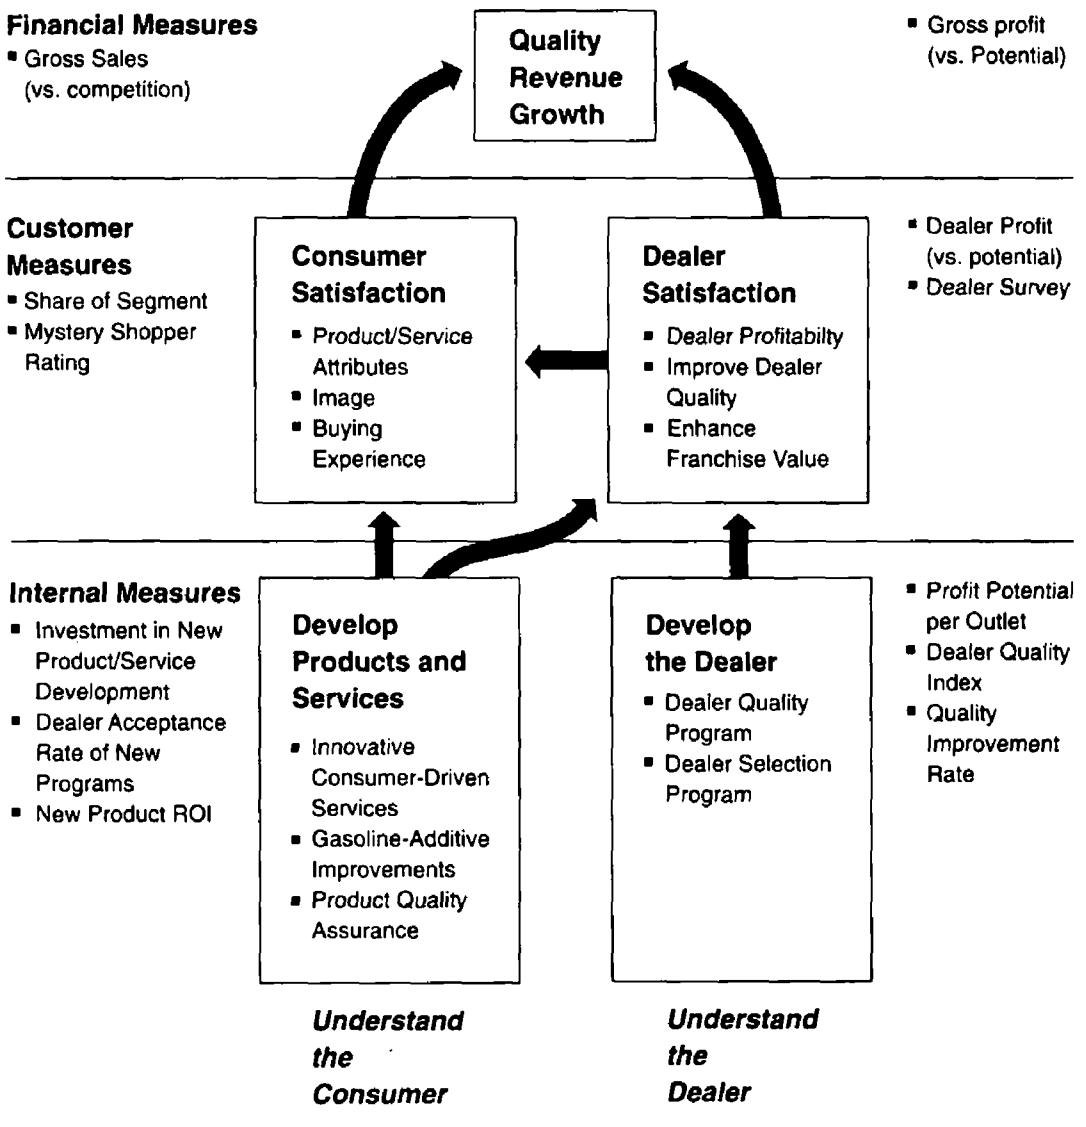 Financial Measures
▪ Gross Sales
(vs. competition)
Quality
Revenue
Growth
▪ Gross profit
(vs. Potential)
Customer
Measures
▪ Share of Segment
▪ Mystery Shopper
Rating
Consumer
Satisfaction
▪ Product/Service
Attributes
▪ Image
▪ Buying
Experience
Dealer
Satisfaction
▪ Dealer Profitabilty
▪ Improve Dealer
Quality
▪ Enhance
Franchise Value
▪ Dealer Profit
(vs. potential)
▪ Dealer Survey
Internal Measures
▪ Investment in New
Product/Service
Development
▪ Dealer Acceptance
Rate of New
Programs
▪ New Product ROI
Develop
Products and
Services
▪ Innovative
Consumer-Driven
Services
▪ Gasoline-Additive
Improvements
▪ Product Quality
Assurance
Develop
the Dealer
▪ Dealer Quality
Program
▪ Dealer Selection
Program
▪ Profit Potential
per Outlet
▪ Dealer Quality
Index
▪ Quality
Improvement
Rate
Understand
the
Consumer
Understand
the
Dealer